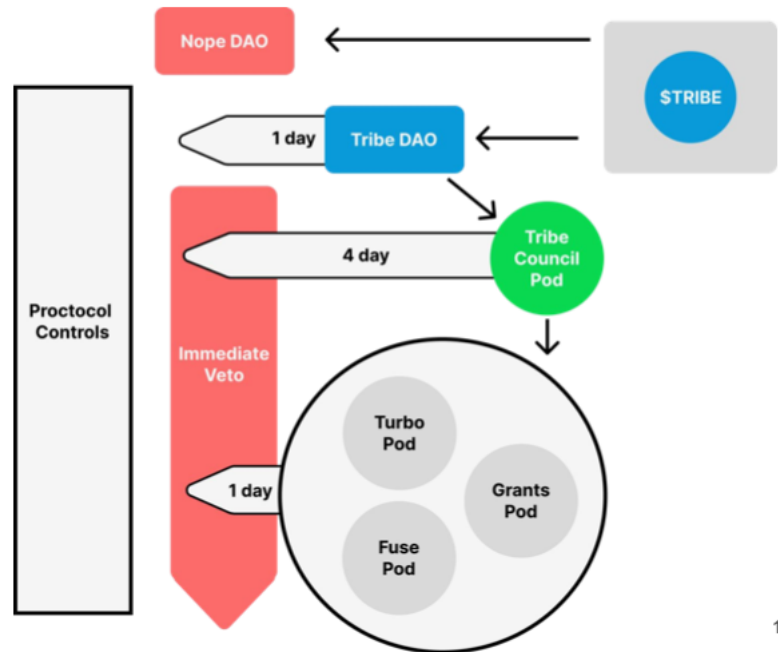 Nope DAO
$TRIBE
1 day
Tribe DAO
Tribe
Council
Pod
4 day
Proctocol
Controls
Immediate
Veto
Turbo
Pod
Grants
Pod
1 day
Fuse
Pod
1